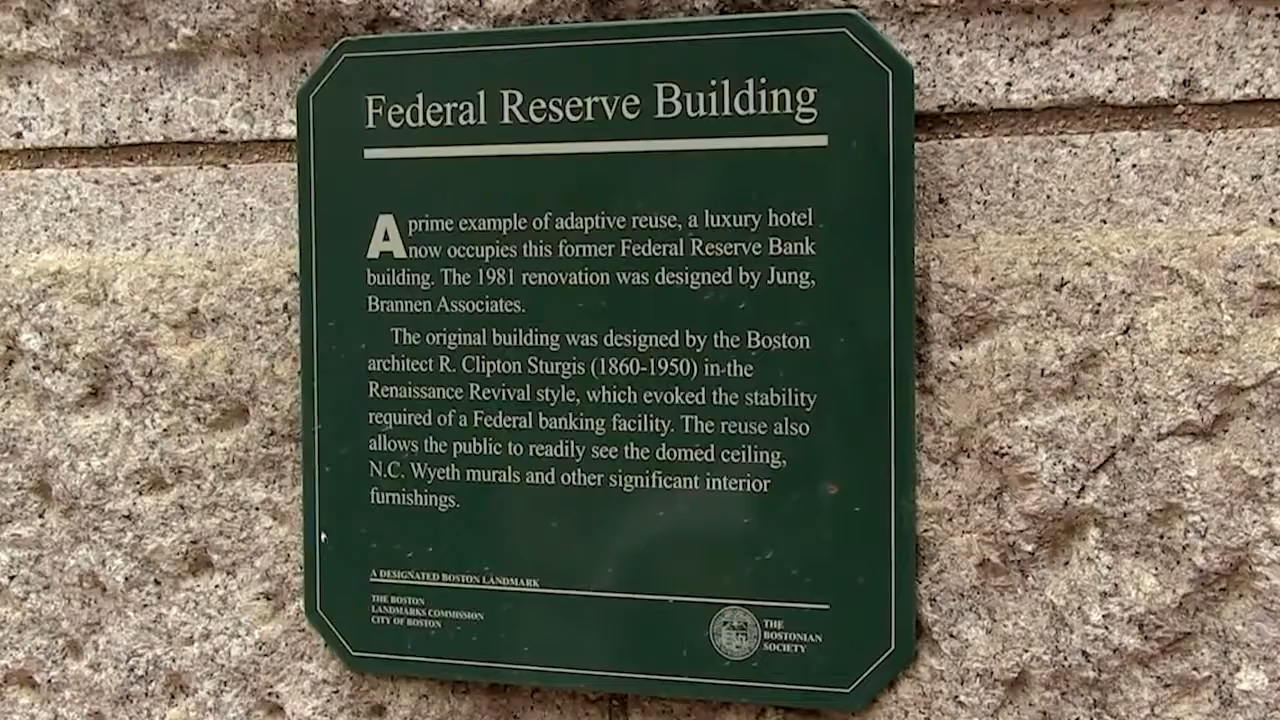 Federal Reserve Building
A prime example of adaptive reuse, a luxury hotel
now occupies this former Federal Reserve Bank
building. The 1981 renovation was designed by Jung,
Brannen Associates.
The original building was designed by the Boston
architect R. Clipton Sturgis (1860-1950) in the
Renaissance Revival style, which evoked the stability
required of a Federal banking facility. The reuse also
allows the public to readily see the domed ceiling,
N.C. Wyeth murals and other significant interior
furnishings.
A DESIGNATED BOSTON LANDMARK
THE BOSTON
LANDMARKS COMMISSION
CITY OF BOSTON
THE
BOSTONIAN
SOCIETY